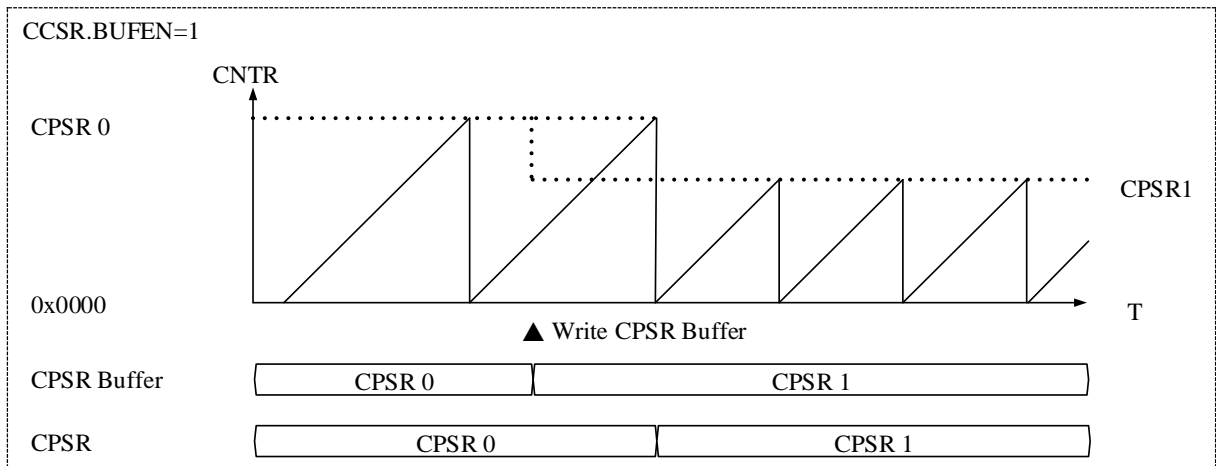 CCSR.BUFEN=1
CNTR
CPSR 0
CPSR1
0x0000
T
▲ Write CPSR Buffer
CPSR Buffer
CPSR 0
CPSR 1
CPSR
CPSR 0
CPSR 1